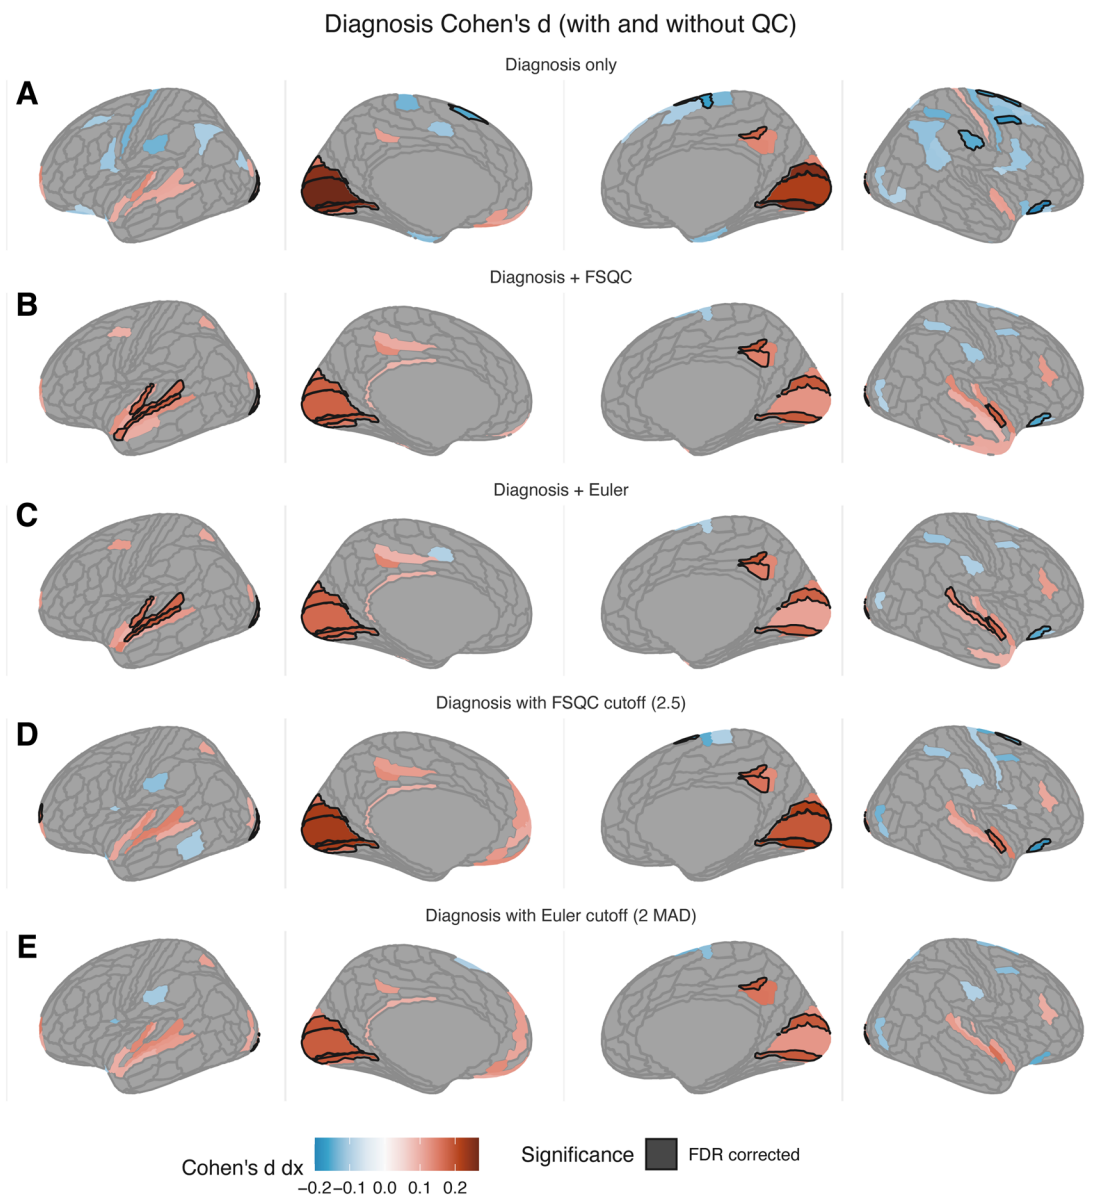 Diagnosis Cohen's d (with and without QC)
Diagnosis only
A
Diagnosis + FSQC
B
Diagnosis + Euler
C
Diagnosis with FSQC cutoff (2.5)
D
Diagnosis with Euler cutoff (2 MAD)
E
Cohen's d dx
−0.2 −0.1 0.0 0.1 0.2
Significance
FDR corrected